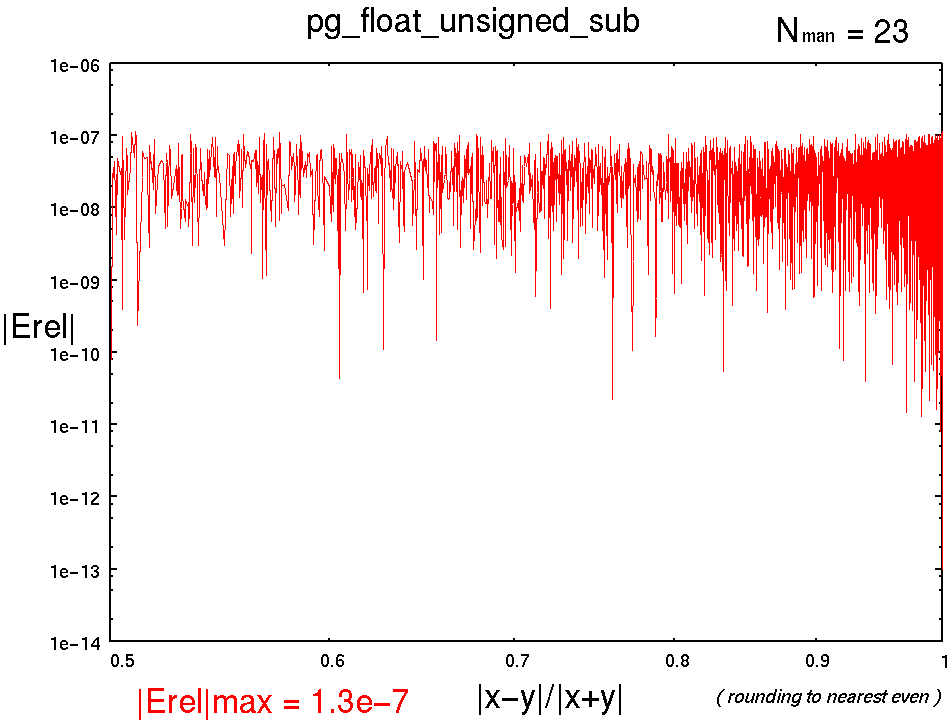 pg_float_unsigned_sub
Nman = 23
1e-06
1e-07
1e-08
1e-09
|Erel|
1e-10
1e-11
1e-12
1e-13
1e-14
0.5 0.6 0.7 0.8 0.9 1
|Erel|max = 1.3e-7 |x-y|/|x+y| ( rounding to nearest even )